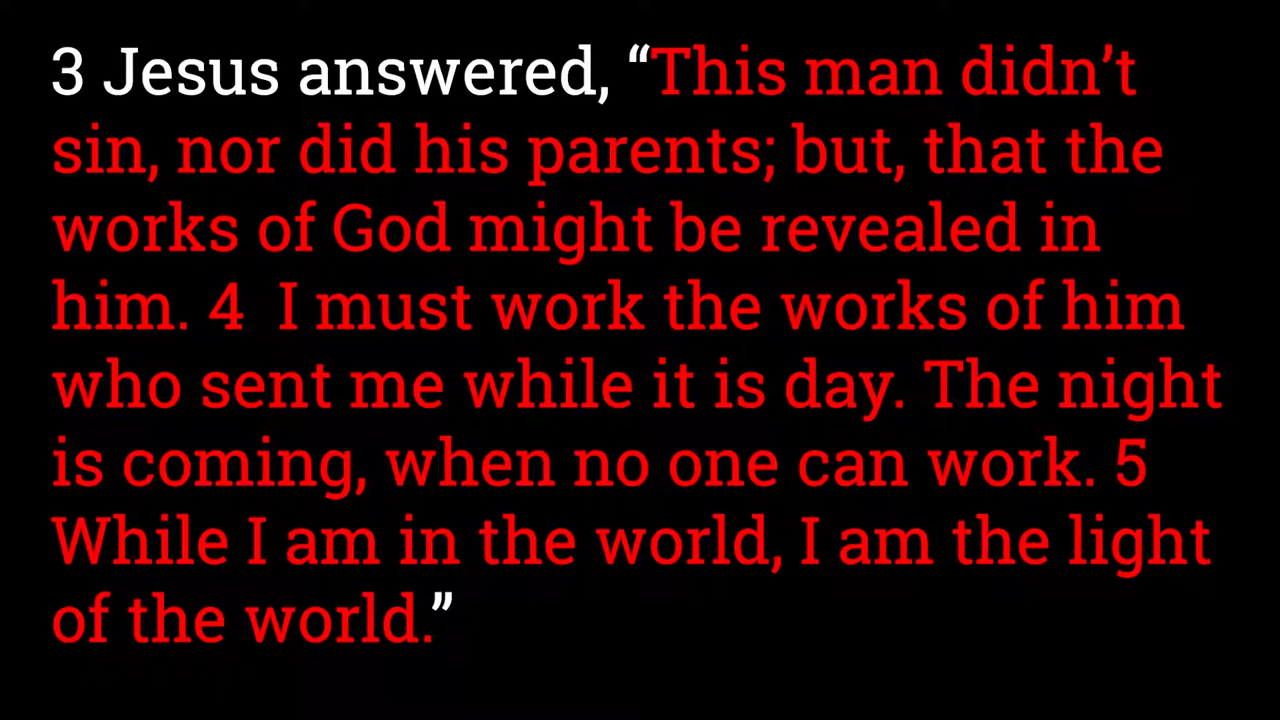 3 Jesus answered, “This man didn’t
sin, nor did his parents; but, that the
works of God might be revealed in
him. 4  I must work the works of him
who sent me while it is day. The night
is coming, when no one can work. 5
While I am in the world, I am the light
of the world.”